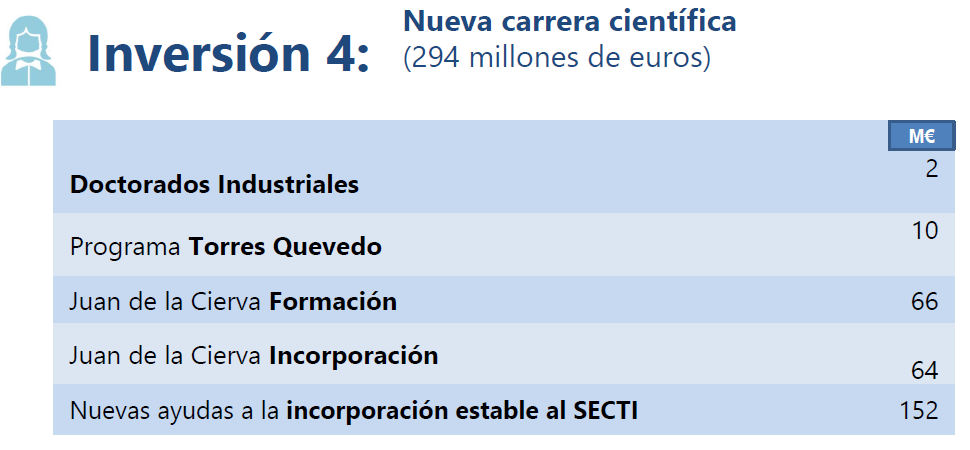 Inversión 4:
Nueva carrera científica
(294 millones de euros)
M€
Doctorados Industriales 2
Programa Torres Quevedo 10
Juan de la Cierva Formación 66
Juan de la Cierva Incorporación 64
Nuevas ayudas a la incorporación estable al SECTI 152